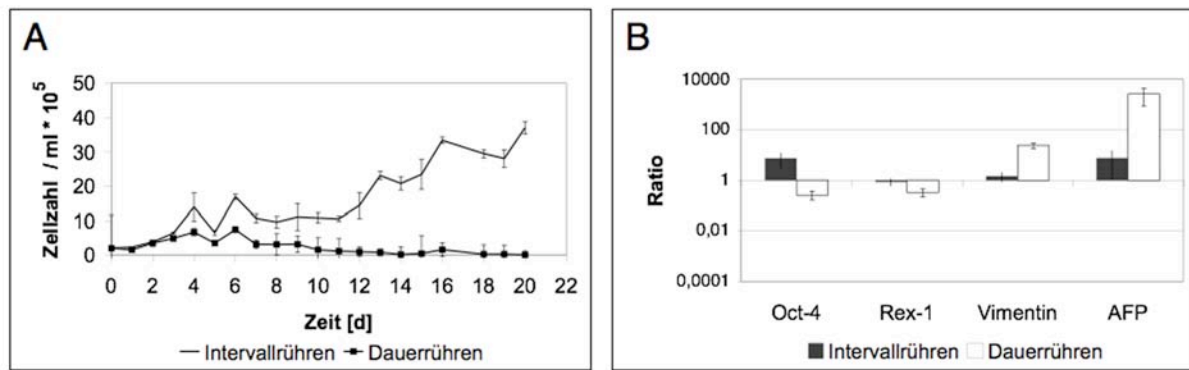 A
Zellzahl / ml * 10^5
50
40
30
20
10
0
0 2 4 6 8 10 12 14 16 18 20 22
Zeit [d]
Intervallrühren Dauerrühren
B
Ratio
10000
100
1
0,01
0,0001
Oct-4 Rex-1 Vimentin AFP
Intervallrühren Dauerrühren